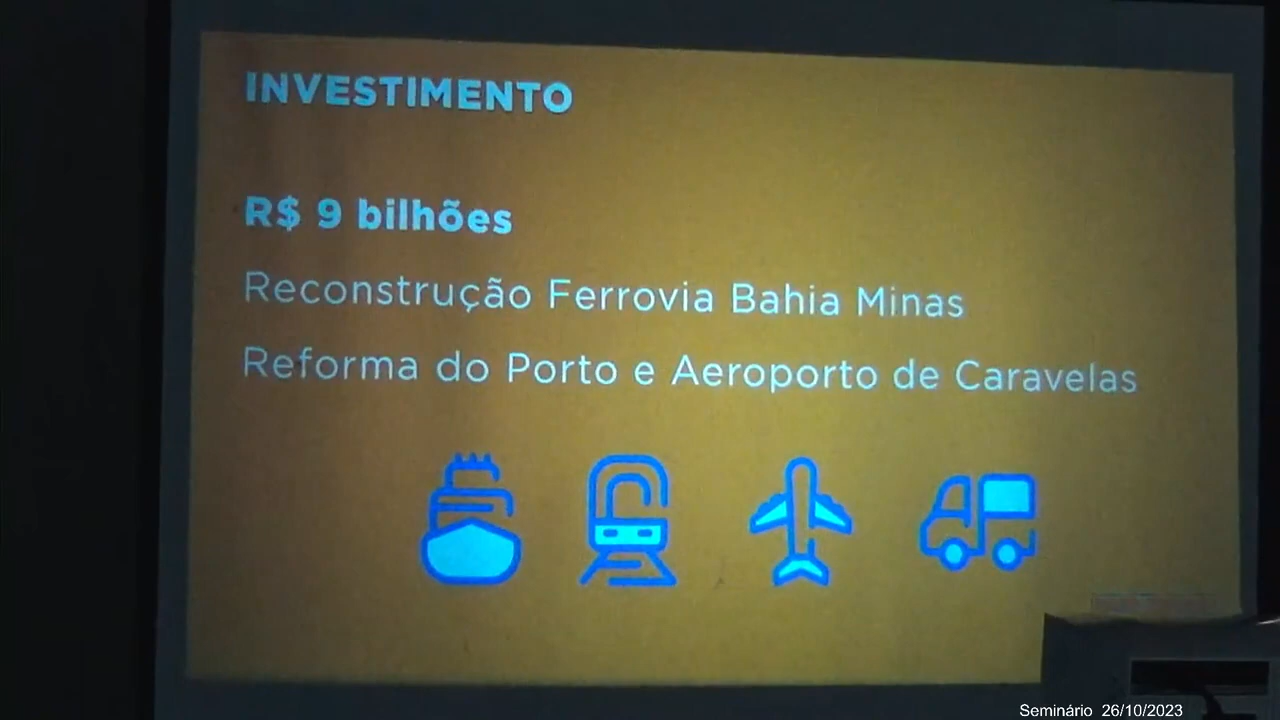 INVESTIMENTO
R$ 9 bilhões
Reconstrução Ferrovia Bahia Minas
Reforma do Porto e Aeroporto de Caravelas
Seminário 26/10/2023